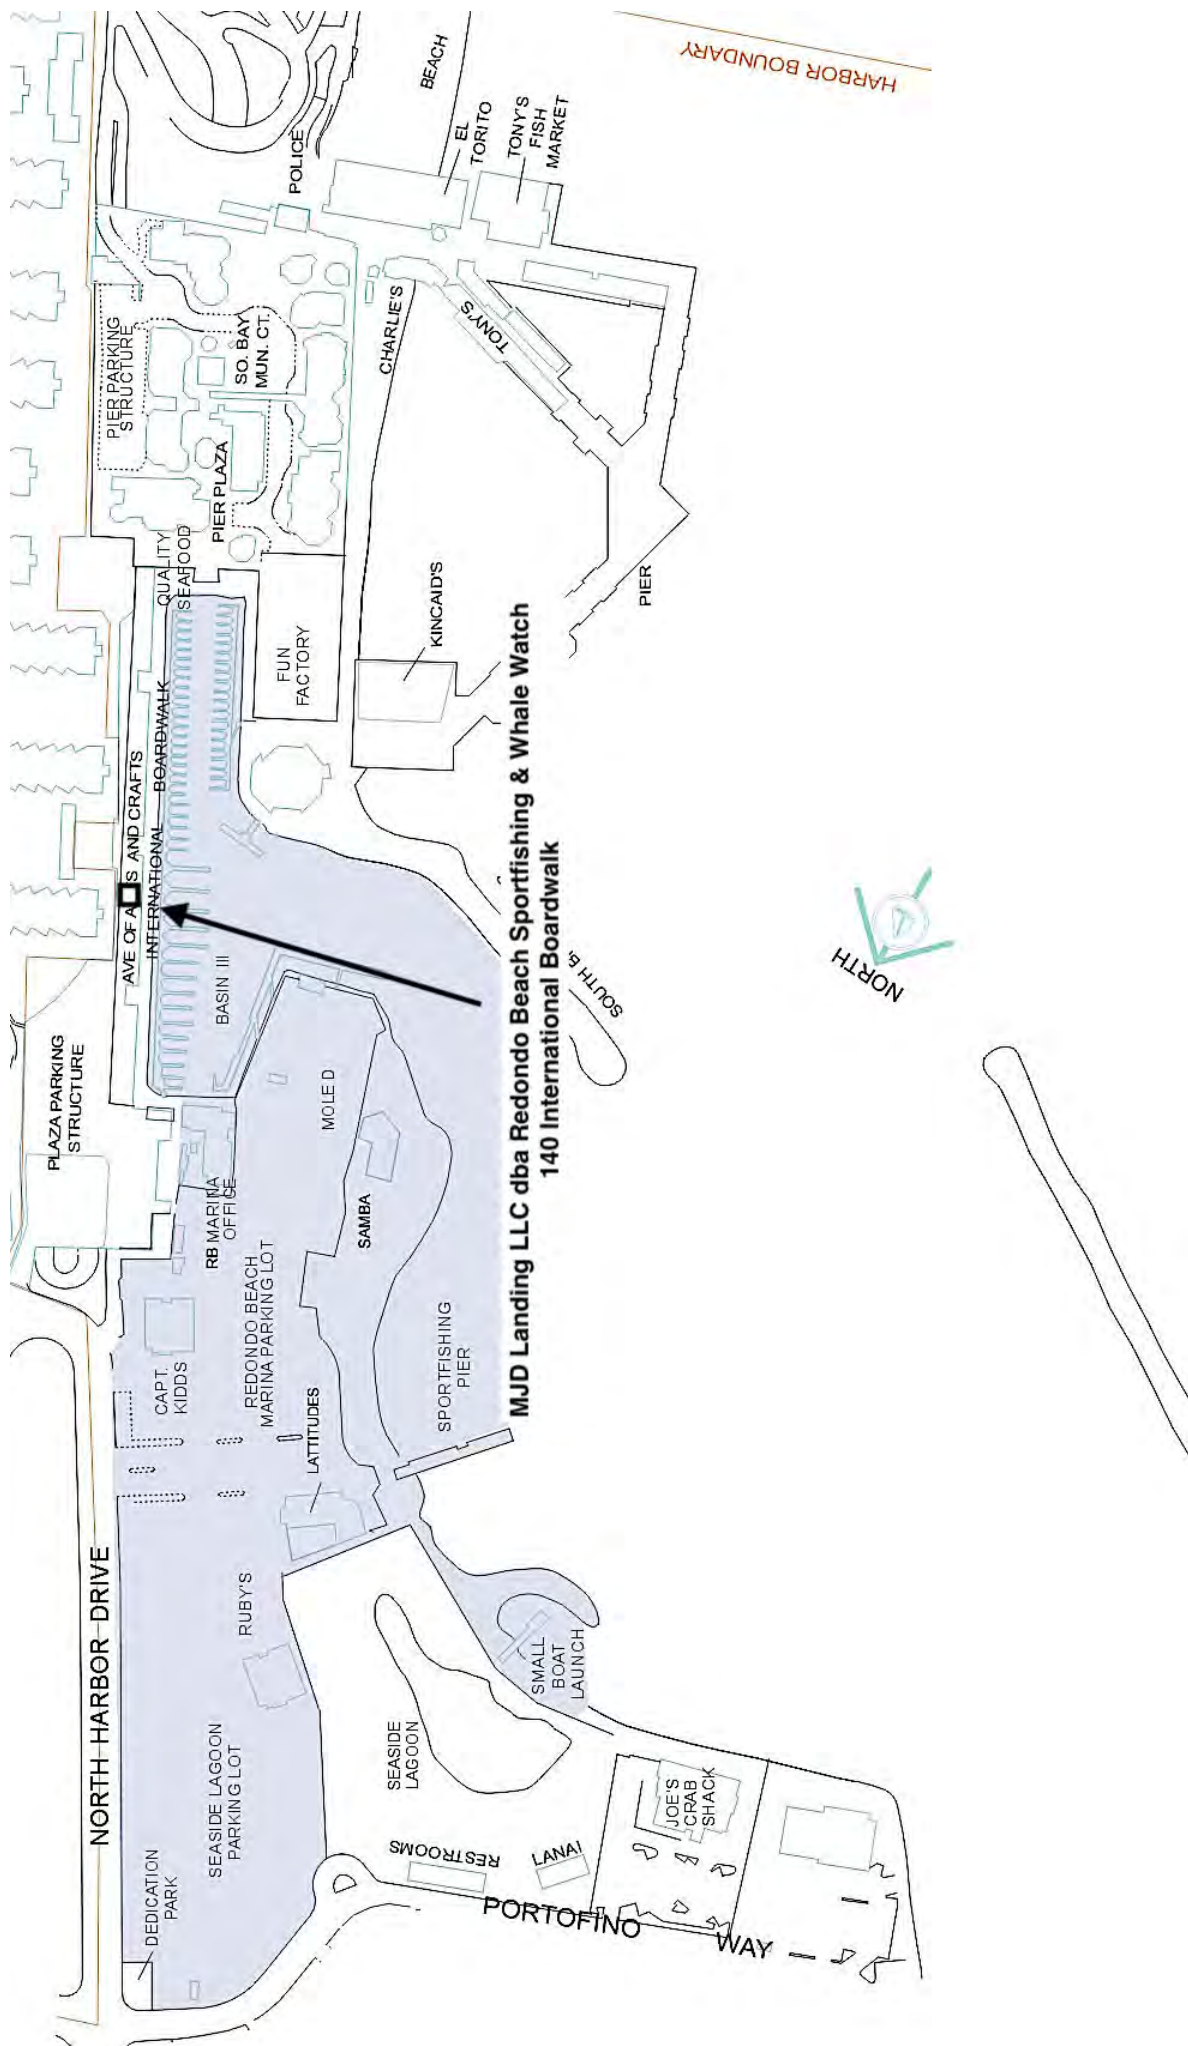 HARBOR BOUNDARY
BEACH
EL
TORITO
TONY'S
FISH
MARKET
POLICE
CHARLIE'S
TONY'S
PIER PARKING
STRUCTURE
SO. BAY
MUN. CT.
PIER PLAZA
QUALITY
SEAFOOD
FUN
FACTORY
KINCAID'S
PIER
AVE OF A S AND CRAFTS
INTERNATIONAL BOARDWALK
BASIN III
MJD Landing LLC dba Redondo Beach Sportfishing & Whale Watch
140 International Boardwalk
SOUTH
NORTH
PLAZA PARKING
STRUCTURE
MOLE D
RB MARINA
OFFICE
SAMBA
CAPT.
KIDDS
REDONDO BEACH
MARINA PARKING LOT
LATTITUDES
SPORTFISHING
PIER
NORTH HARBOR DRIVE
RUBY'S
SMALL
BOAT
LAUNCH
SEASIDE LAGOON
PARKING LOT
SEASIDE
LAGOON
JOE'S
CRAB
SHACK
RESTROOMS
LANAI
DEDICATION
PARK
PORTOFINO WAY